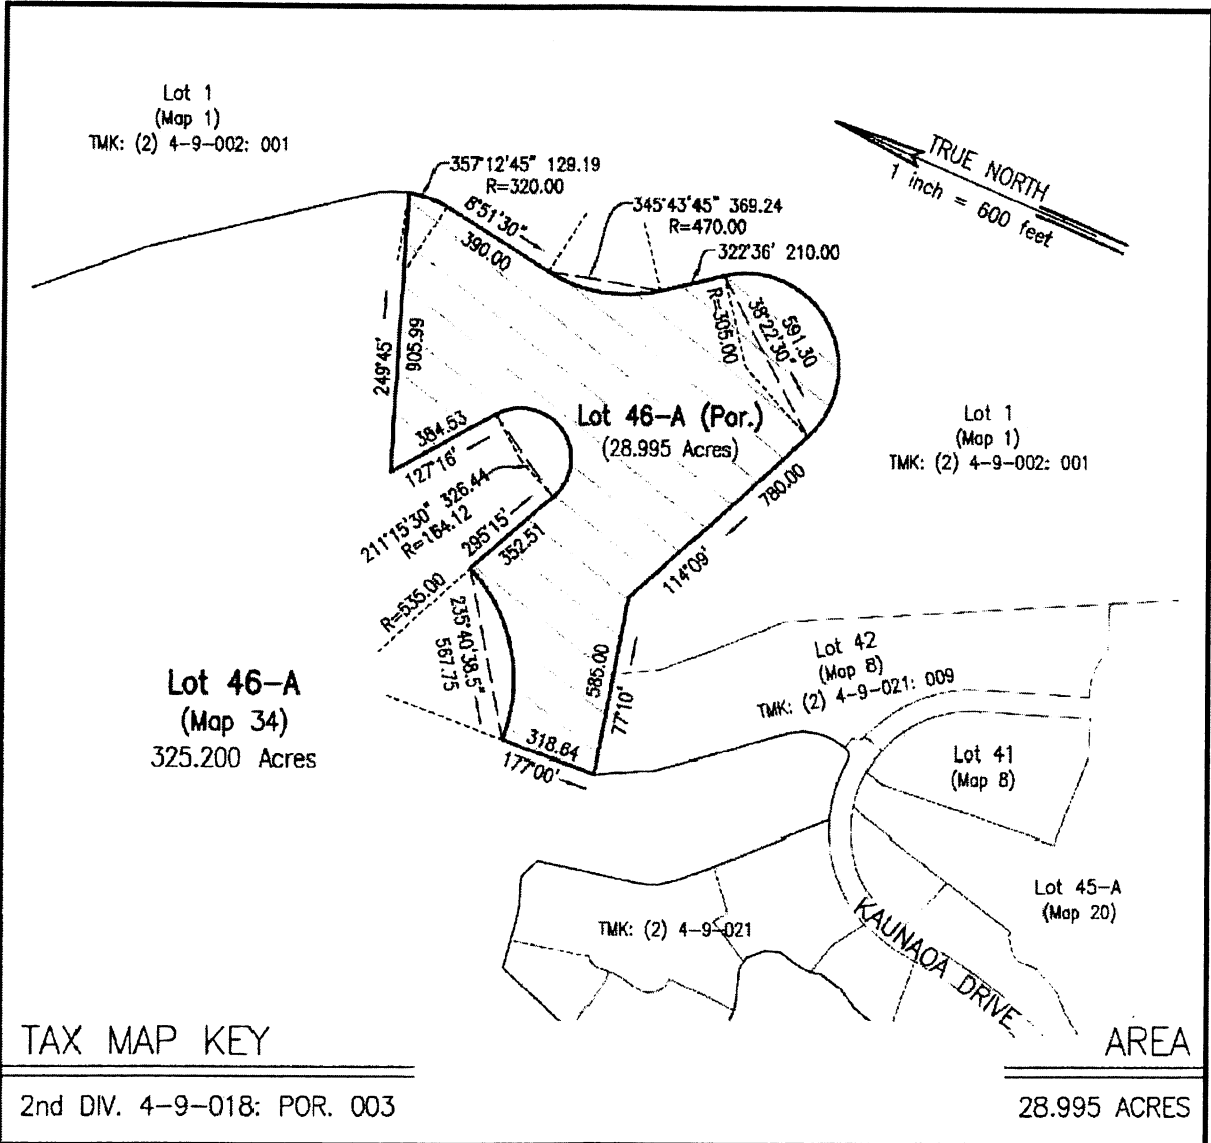 Lot 1
(Map 1)
TMK: (2) 4-9-002: 001
TRUE NORTH
1 inch = 600 feet
357°12'45" 129.19
R=320.00
8°51'30"
390.00
345°43'45" 369.24
R=470.00
322°36' 210.00
R=305.00
38°22'30"
591.30
249°45'
905.99
384.53
127°16'
Lot 46-A (Por.)
(28.995 Acres)
Lot 1
(Map 1)
TMK: (2) 4-9-002: 001
780.00
114°09'
211°15'30" 326.44
R=164.12
295°15'
352.51
R=535.00
235°40'38.5"
567.75
585.00
77°10'
318.64
177°00'
Lot 46-A
(Map 34)
325.200 Acres
Lot 42
(Map 8)
TMK: (2) 4-9-021: 009
Lot 41
(Map 8)
Lot 45-A
(Map 20)
TMK: (2) 4-9-021
KAUNAOA DRIVE
TAX MAP KEY
AREA
2nd DIV. 4-9-018: POR. 003
28.995 ACRES